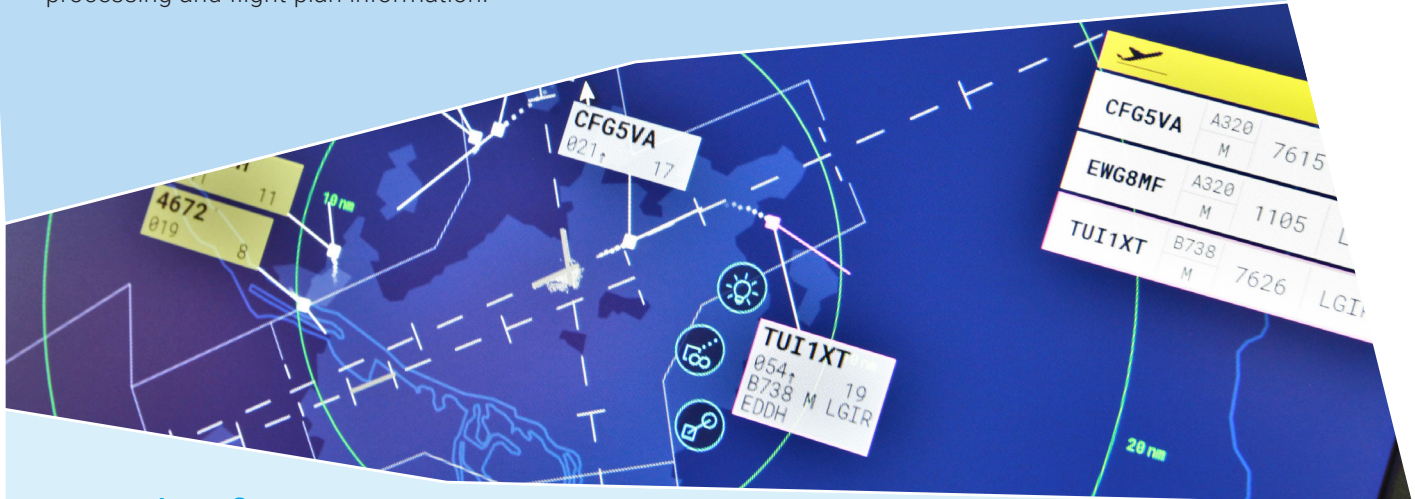 processing and flight plan information.
CFG5VA
021↑ 17
11
4672
019 8
10 nm
TUI1XT
054↑ 19
B738 M LGIR
EDDH
20 nm
CFG5VA A320 M 7615
EWG8MF A320 M 1105 L
TUI1XT B738 M 7626 LGIR